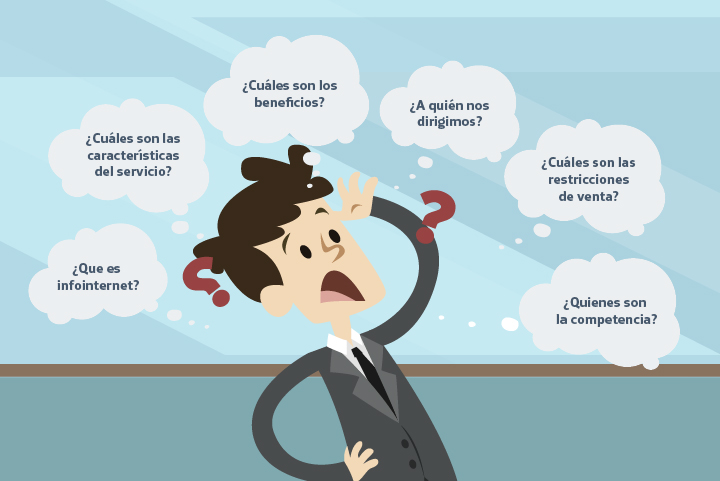 ¿Que es
infointernet?
¿Cuáles son las
características
del servicio?
¿Cuáles son los
beneficios?
¿A quién nos
dirigimos?
¿Cuáles son las
restricciones
de venta?
¿Quienes son
la competencia?
?
?